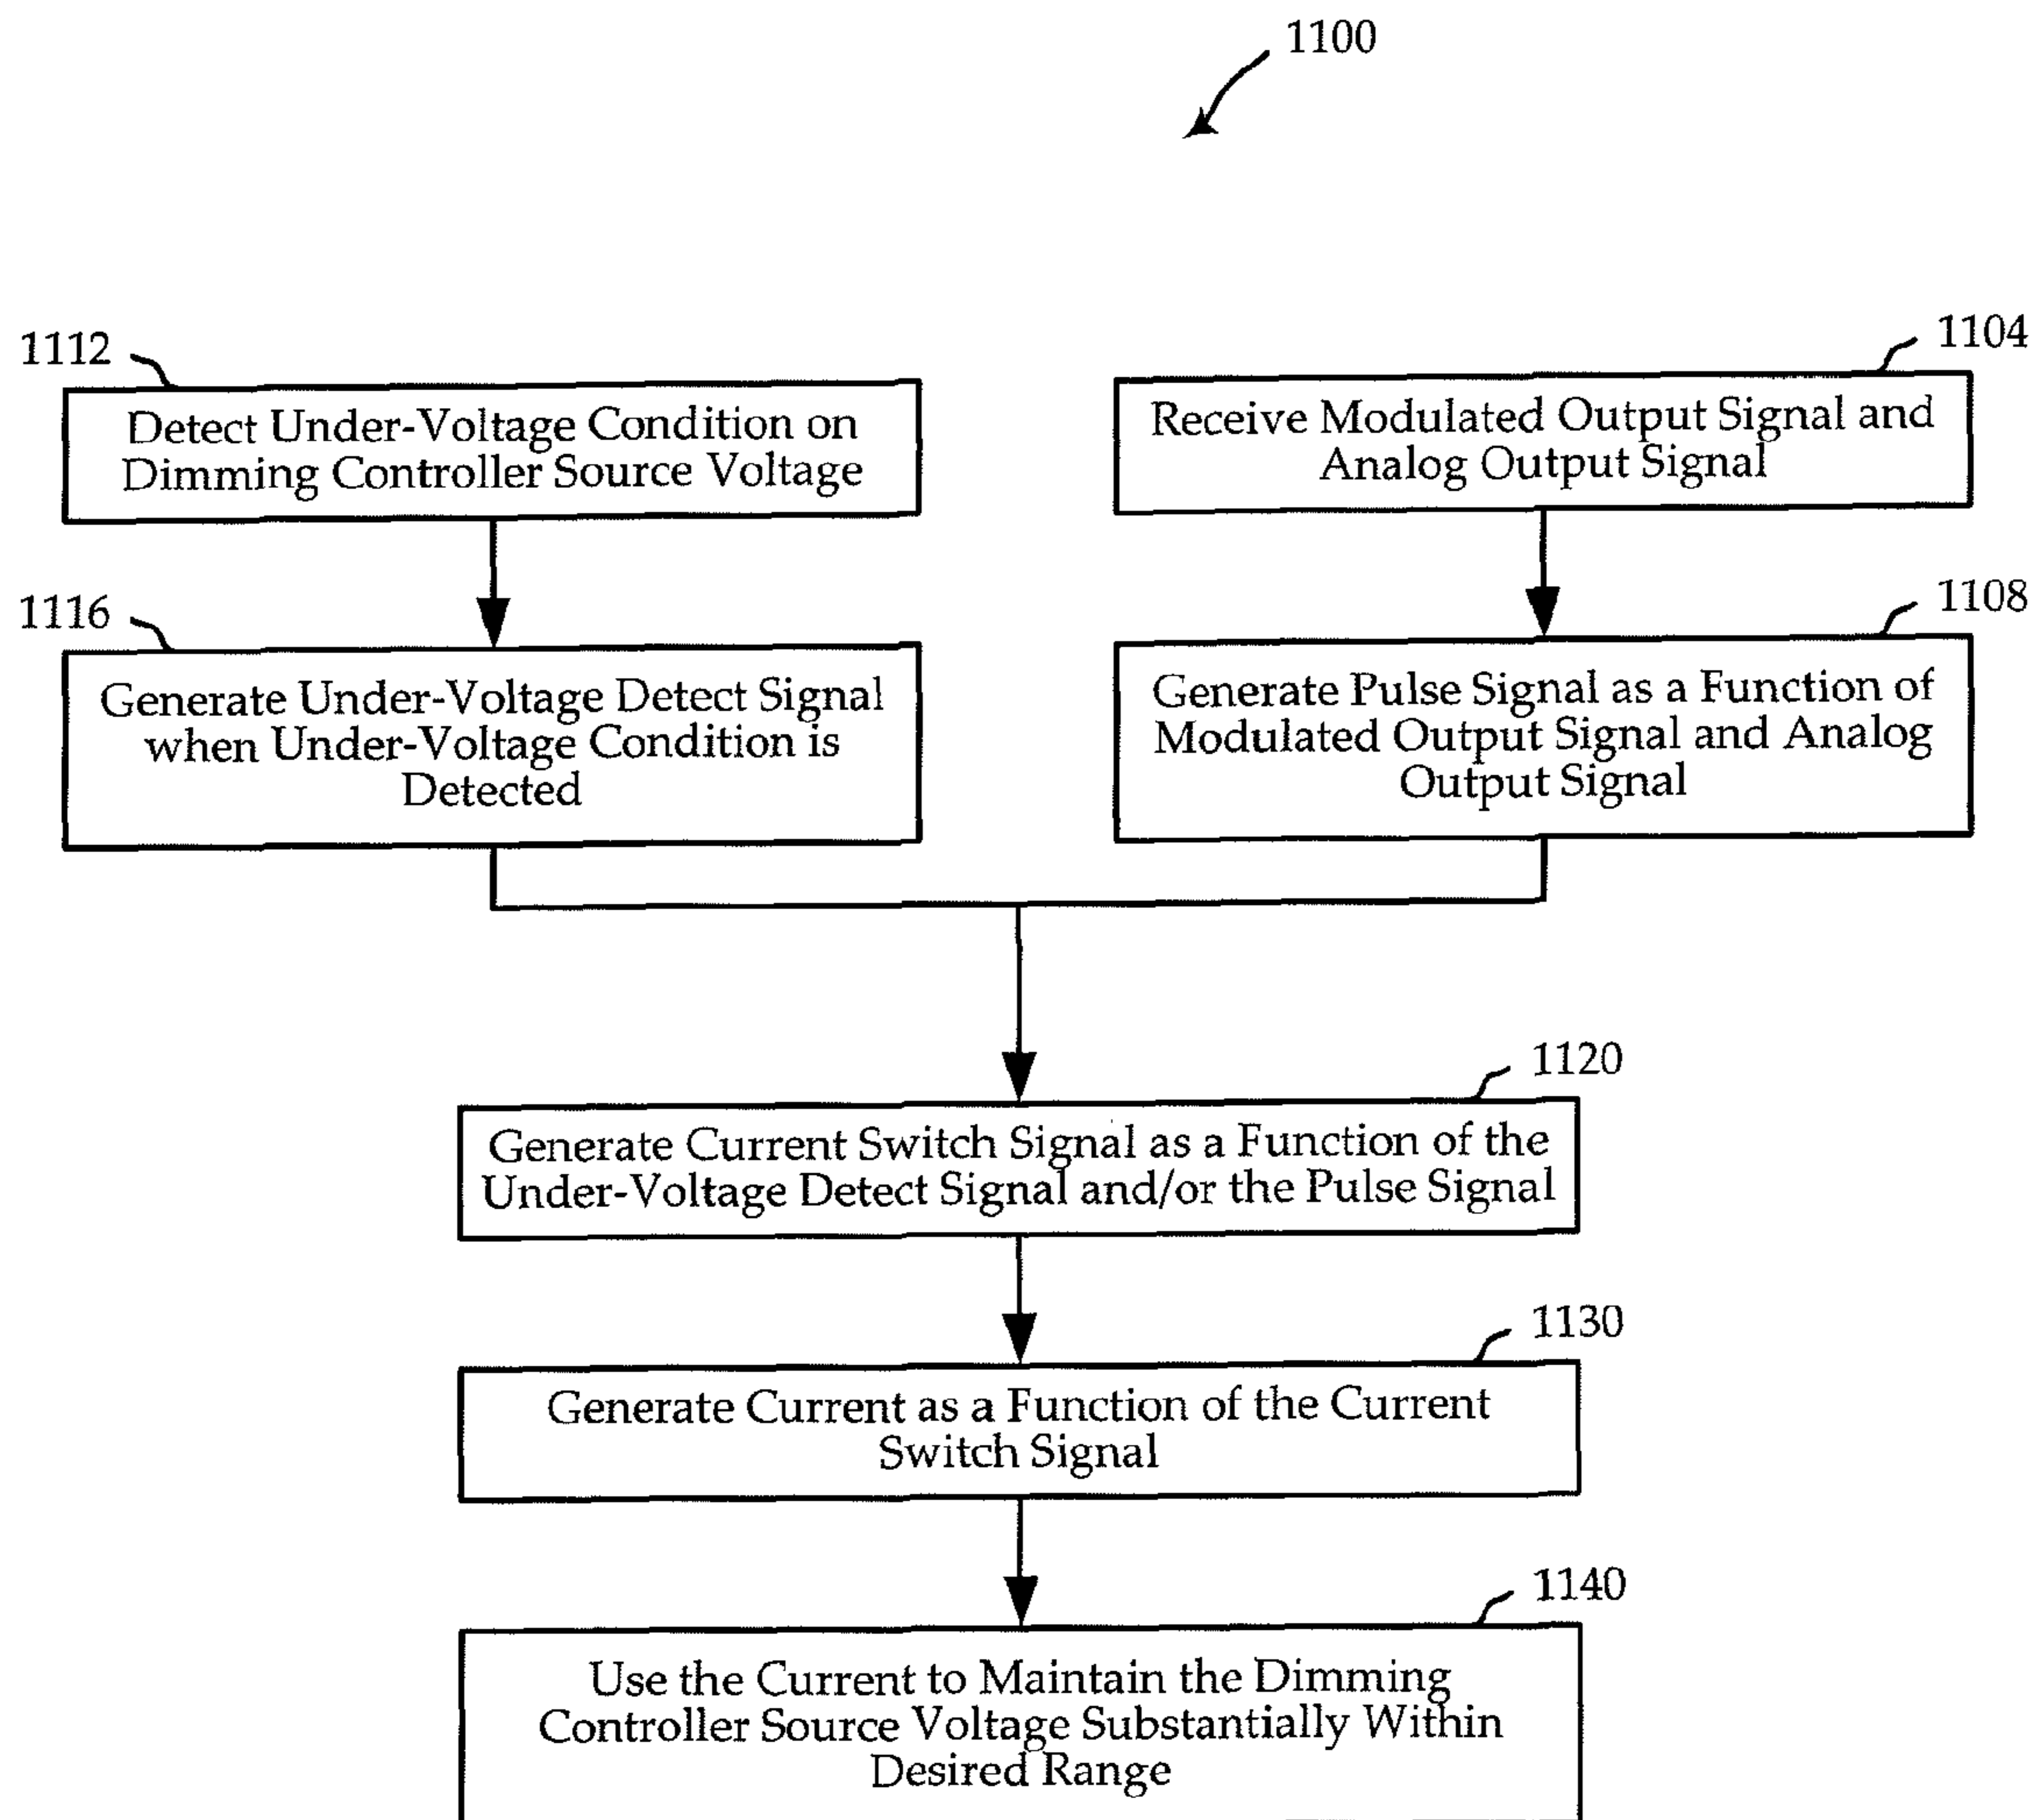 1100
1112
Detect Under-Voltage Condition on
Dimming Controller Source Voltage
1104
Receive Modulated Output Signal and
Analog Output Signal
1116
Generate Under-Voltage Detect Signal
when Under-Voltage Condition is
Detected
1108
Generate Pulse Signal as a Function of
Modulated Output Signal and Analog
Output Signal
1120
Generate Current Switch Signal as a Function of the
Under-Voltage Detect Signal and/or the Pulse Signal
1130
Generate Current as a Function of the Current
Switch Signal
1140
Use the Current to Maintain the Dimming
Controller Source Voltage Substantially Within
Desired Range